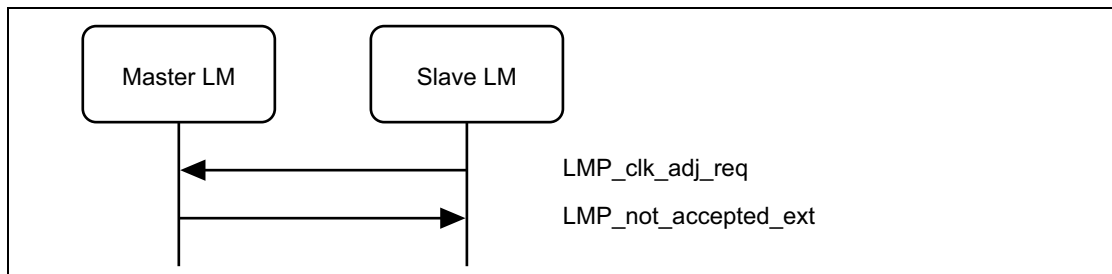 Master LM
Slave LM
LMP_clk_adj_req
LMP_not_accepted_ext